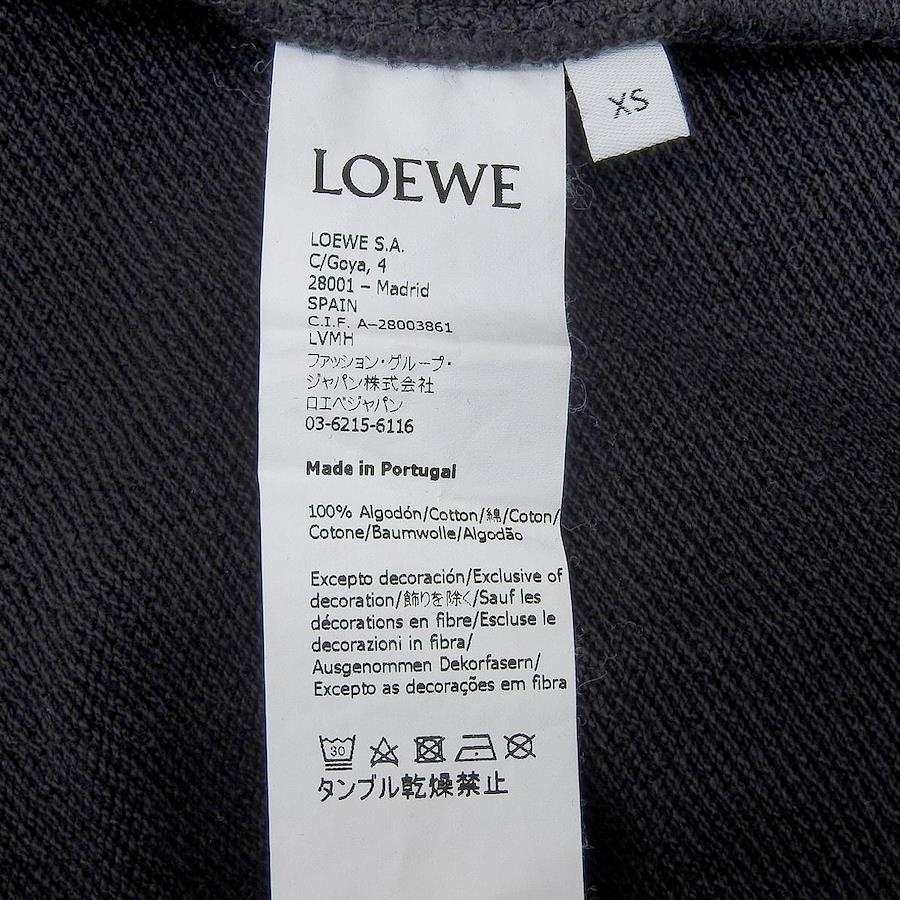 XS
LOEWE
LOEWE S.A.
C/Goya, 4
28001 – Madrid
SPAIN
C.I.F. A–28003861
LVMH
ファッション・グループ・
ジャパン株式会社
ロエベジャパン
03-6215-6116
Made in Portugal
100% Algodón/Cotton/綿/Coton/
Cotone/Baumwolle/Algodão
Excepto decoración/Exclusive of
decoration/飾りを除く/Sauf les
décorations en fibre/Escluse le
decorazioni in fibra/
Ausgenommen Dekorfasern/
Excepto as decorações em fibra
30
タンブル乾燥禁止